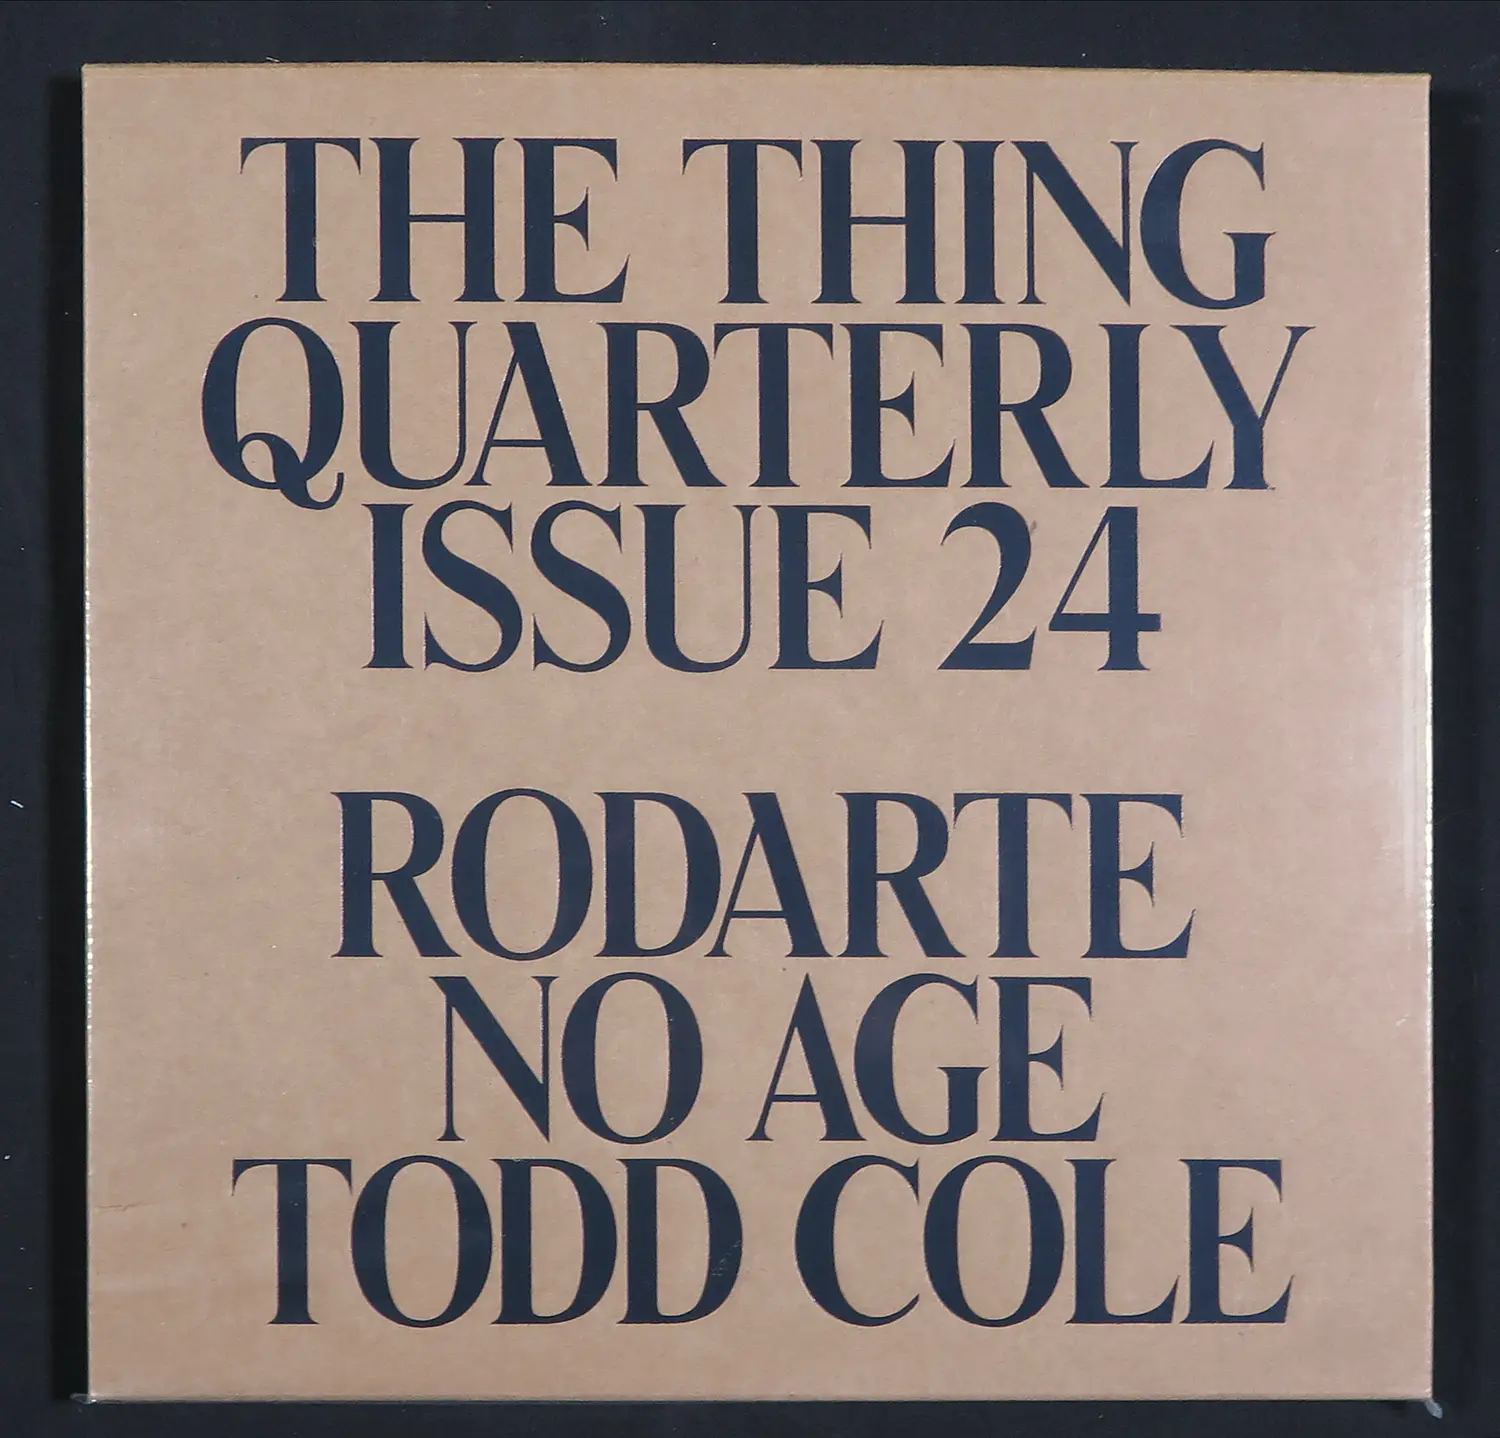 THE THING
QUARTERLY
ISSUE 24
RODARTE
NO AGE
TODD COLE